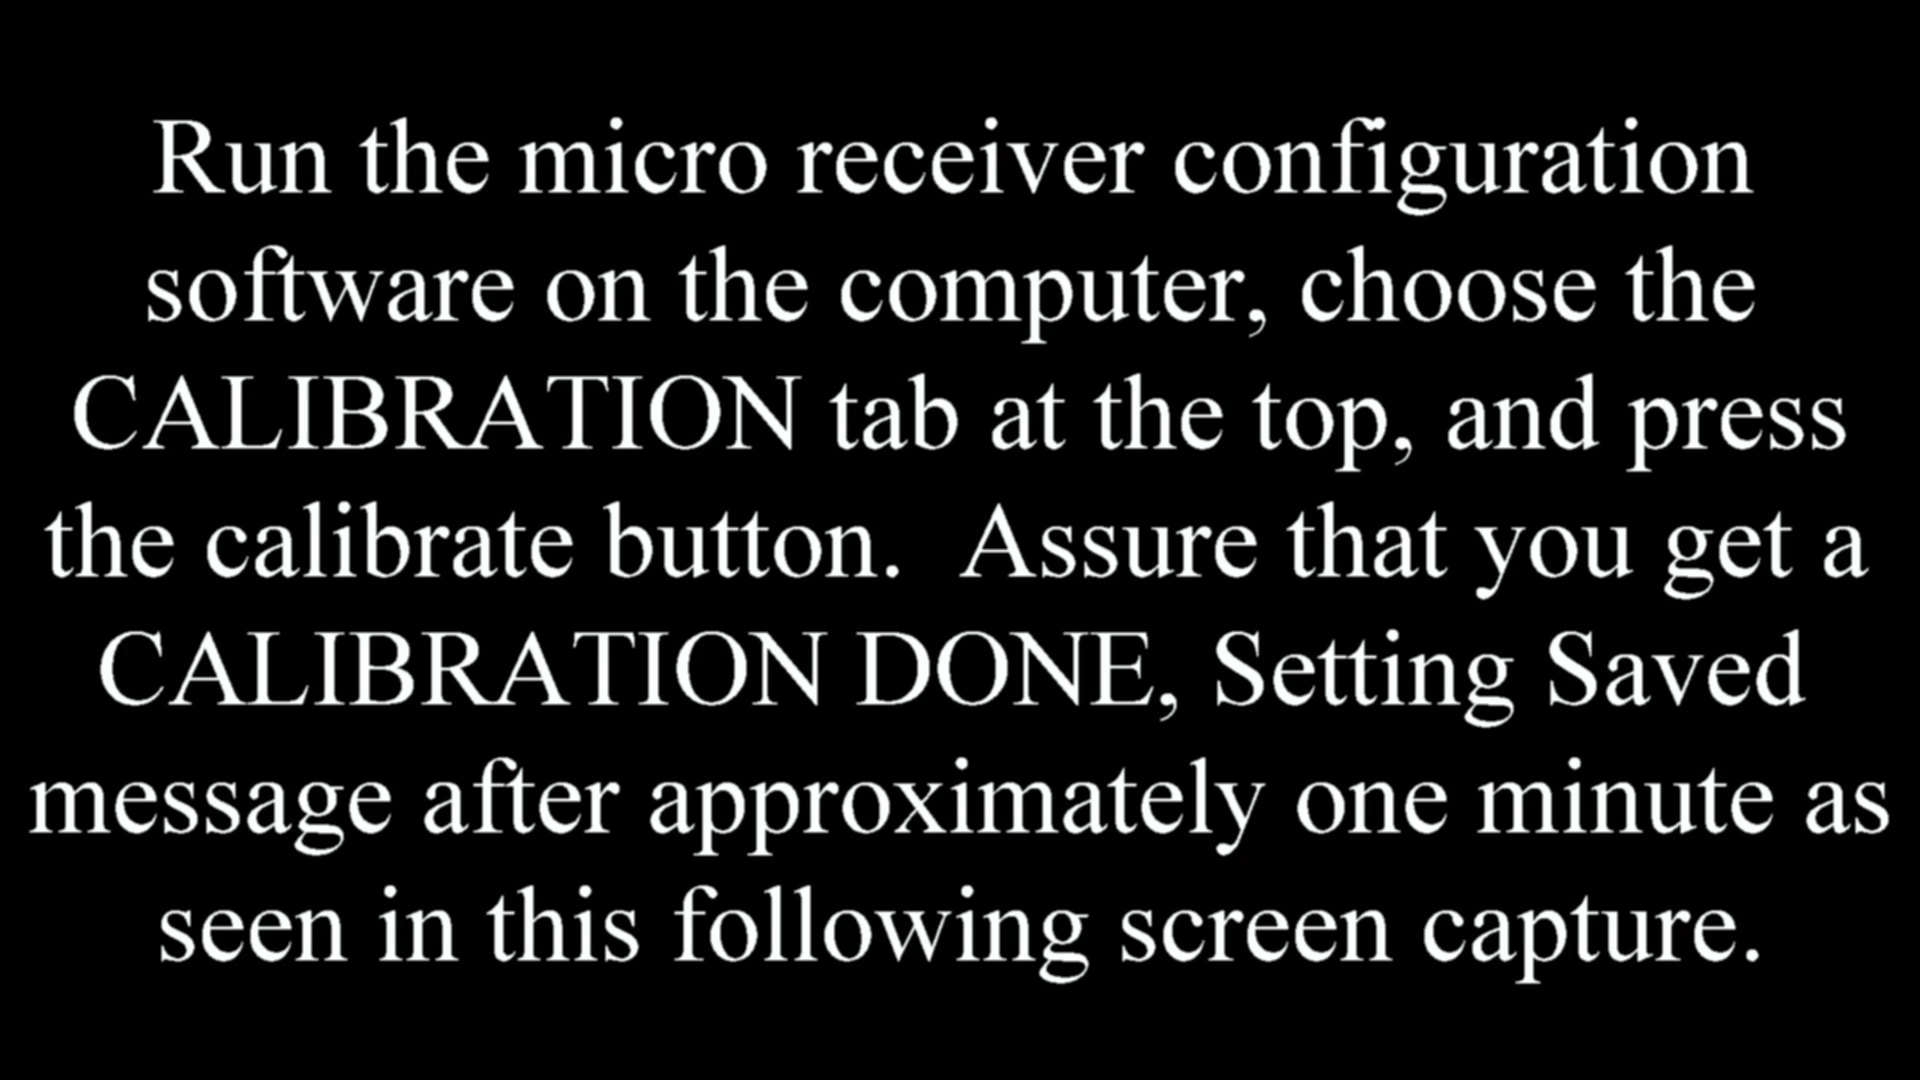 Run the micro receiver configuration
software on the computer, choose the
CALIBRATION tab at the top, and press
the calibrate button.  Assure that you get a
CALIBRATION DONE, Setting Saved
message after approximately one minute as
seen in this following screen capture.